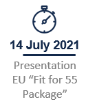 14 July 2021
Presentation
EU “Fit for 55
Package”